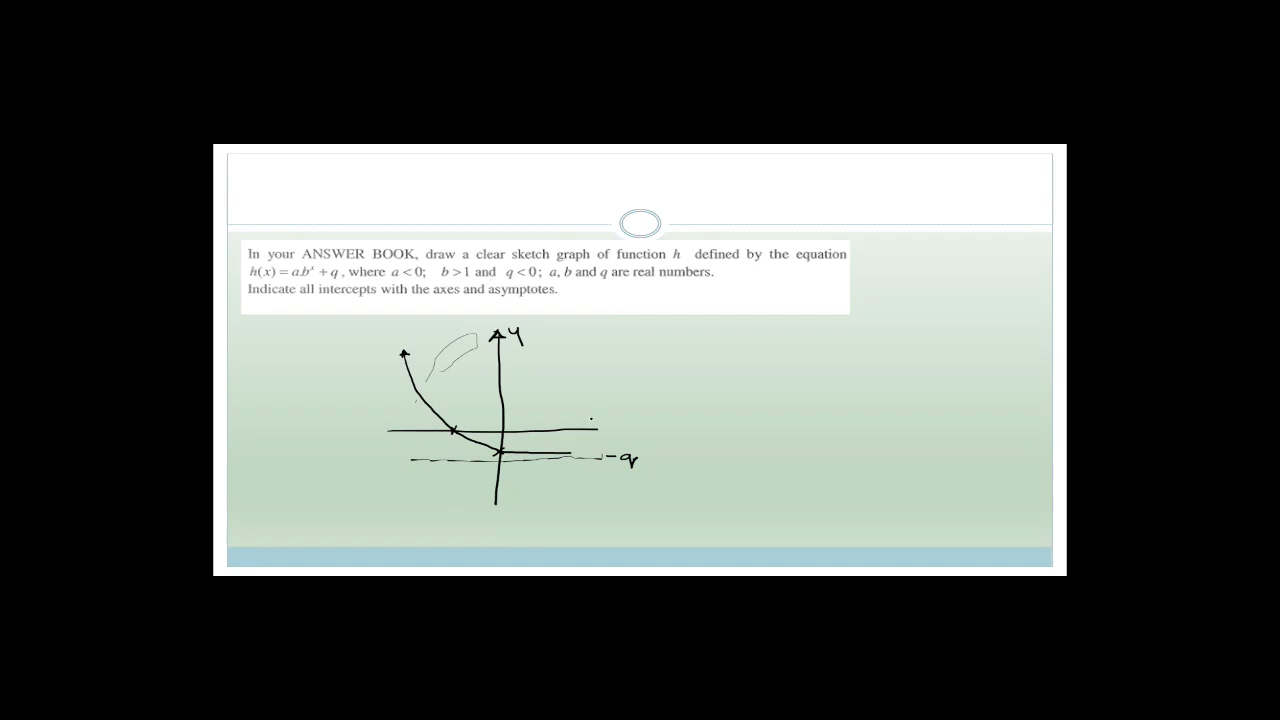 In your ANSWER BOOK, draw a clear sketch graph of function h defined by the equation
h(x) = a.bˣ + q , where a < 0; b > 1 and q < 0 ; a, b and q are real numbers.
Indicate all intercepts with the axes and asymptotes.
y
-q